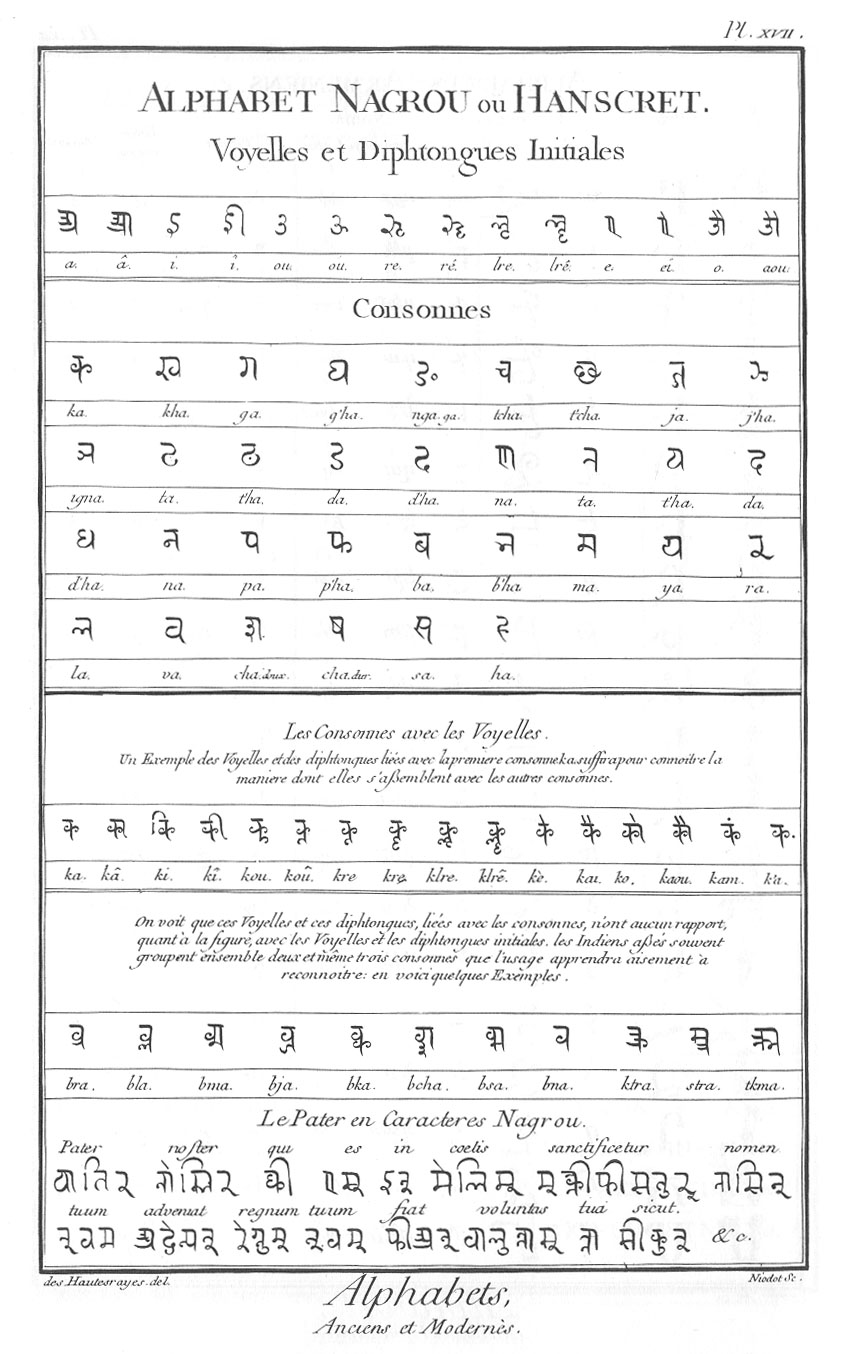 Pl. XVII.
ALPHABET NAGROU ou HANSCRET.
Voyelles et Diphtongues Initiales
अ आ इ ई उ ऊ ऋ ॠ ऌ ॡ ए ऐ ओ औ
a. â. i. î. ou. ou. re. ré. lre. lré. e. ei. o. aou.
Consonnes
क ख ग घ ङ च छ ज झ
ka. kha. ga. g'ha. nga. ga. tcha. t'cha. ja. j'ha.
ञ ट ठ ड ढ ण त थ द
igna. ta. t'ha. da. d'ha. na. ta. t'ha. da.
ध न प फ ब भ म य र
d'ha. na. pa. p'ha. ba. b'ha. ma. ya. ra.
ल व श ष स ह
la. va. cha.doux. cha.dur. sa. ha.
Les Consonnes avec les Voyelles.
Un Exemple des Voyelles et des diphtongues liées avec la premiere consonne ka suffira pour connoitre la
maniere dont elles s'aßemblent avec les autres consonnes.
क का कि की कु कू कृ कॄ कॢ कॣ के कै को कौ कं कः
ka. kâ. ki. kî. kou. koû. kre kre. klre. klrê. kè. kai. ko. kaou. kam. k'a.
On voit que ces Voyelles et ces diphtongues, liées avec les consonnes, n'ont aucun rapport,
quant à la figure, avec les Voyelles et les diphtongues initiales. les Indiens aßés souvent
groupent ensemble deux et même trois consonnes que l'usage apprendra aisement à
reconnoitre: en voici quelques Exemples.
bra. bla. bma. bja. bka. bcha. bsa. bna. ktra. stra. tkma.
Le Pater en Caracteres Nagrou.
Pater noster qui es in coelis sanctificetur nomen
tuum adveniat regnum tuum fiat voluntas tua sicut.
&c.
des Hautesrayes del. Niodot Sc.
Alphabets,
Anciens et Modernès.